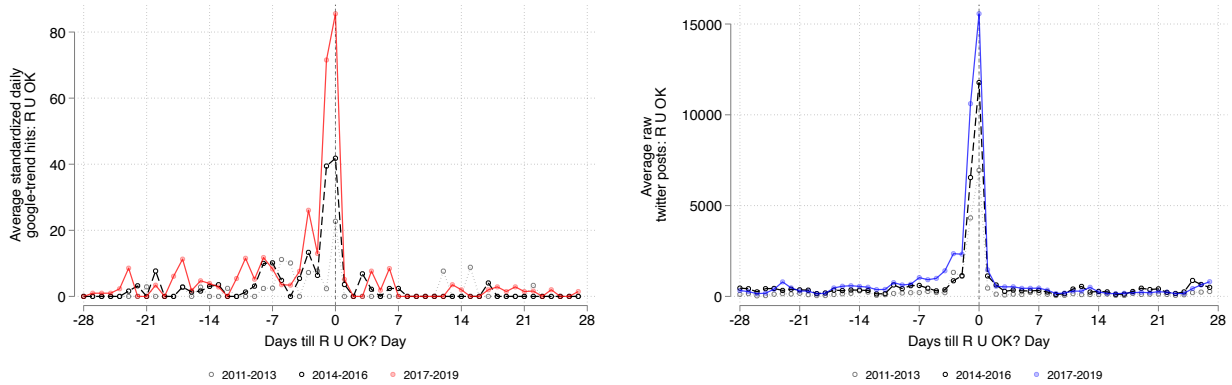 Average standardized daily
google-trend hits: R U OK
80
60
40
20
0
-28 -21 -14 -7 0 7 14 21 28
Days till R U OK? Day
2011-2013 2014-2016 2017-2019
Average raw
twitter posts: R U OK
15000
10000
5000
0
-28 -21 -14 -7 0 7 14 21 28
Days till R U OK? Day
2011-2013 2014-2016 2017-2019